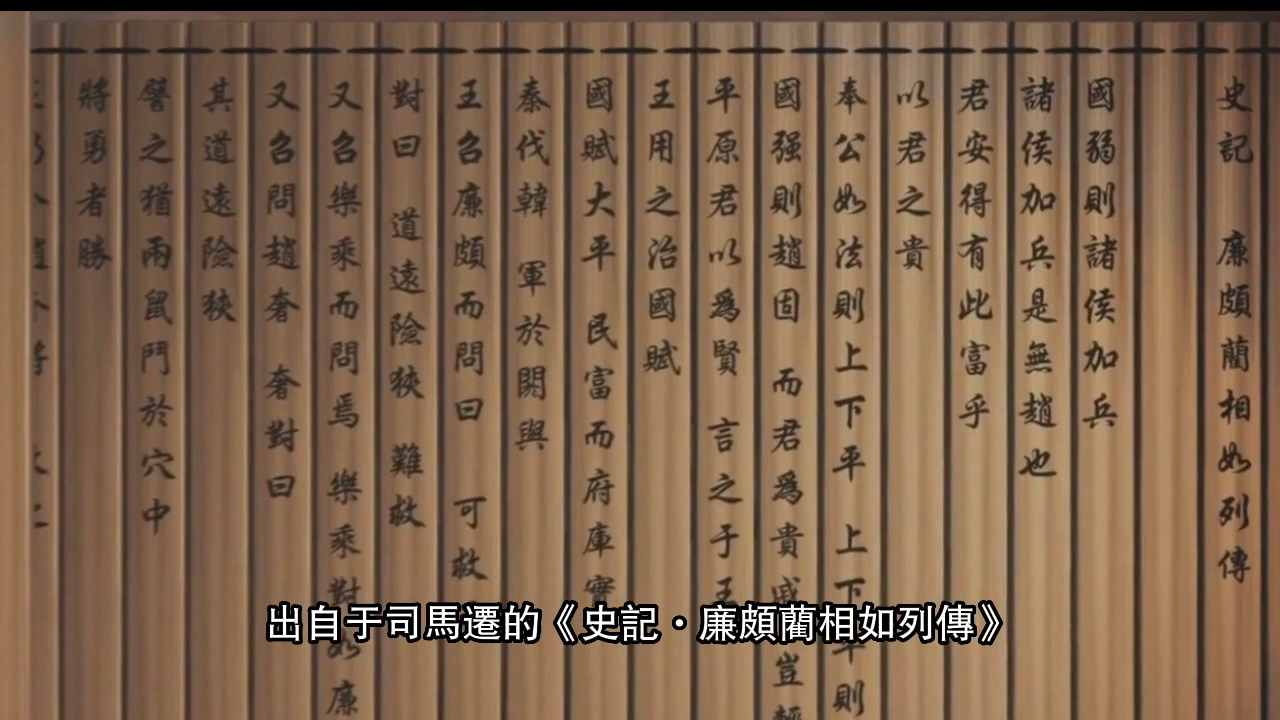 史記 廉頗藺相如列傳
國弱則諸侯加兵
諸侯加兵是無趙也
君安得有此富乎
以君之貴
奉公如法則上下平 上下平則
國强則趙固 而君爲貴戚豈輕
平原君以爲賢 言之于王
王用之治國賦
國賦大平 民富而府庫實
秦伐韓 軍於閼與
王召廉頗而問曰 可救
對曰 道遠險狹 難救
又召樂乘而問焉 樂乘對如廉
又召問趙奢 奢對曰
其道遠險狹
譬之猶兩鼠鬥於穴中
將勇者勝
出自于司馬遷的《史記·廉頗藺相如列傳》